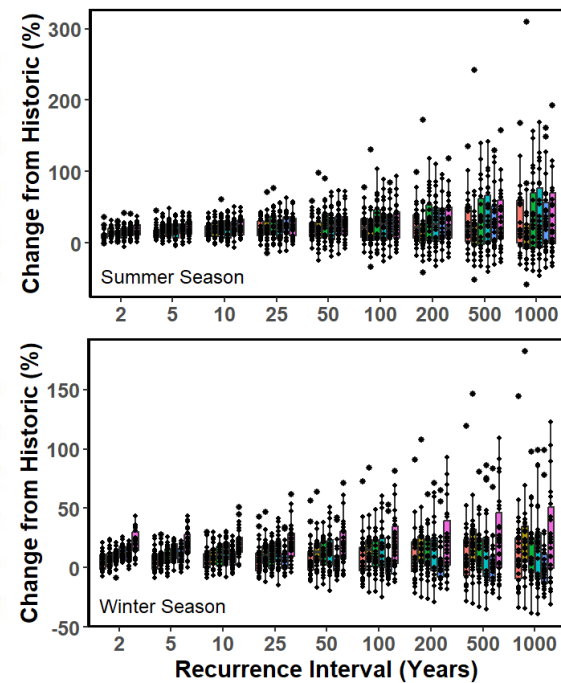 Change from Historic (%)
300
200
100
0
Summer Season
2 5 10 25 50 100 200 500 1000
Change from Historic (%)
150
100
50
0
-50
Winter Season
2 5 10 25 50 100 200 500 1000
Recurrence Interval (Years)